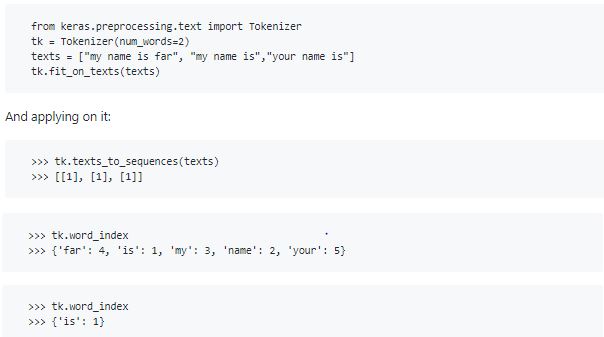 from keras.preprocessing.text import Tokenizer
tk = Tokenizer(num_words=2)
texts = ["my name is far", "my name is","your name is"]
tk.fit_on_texts(texts)
And applying on it:
>>> tk.texts_to_sequences(texts)
>>> [[1], [1], [1]]
>>> tk.word_index
>>> {'far': 4, 'is': 1, 'my': 3, 'name': 2, 'your': 5}
>>> tk.word_index
>>> {'is': 1}